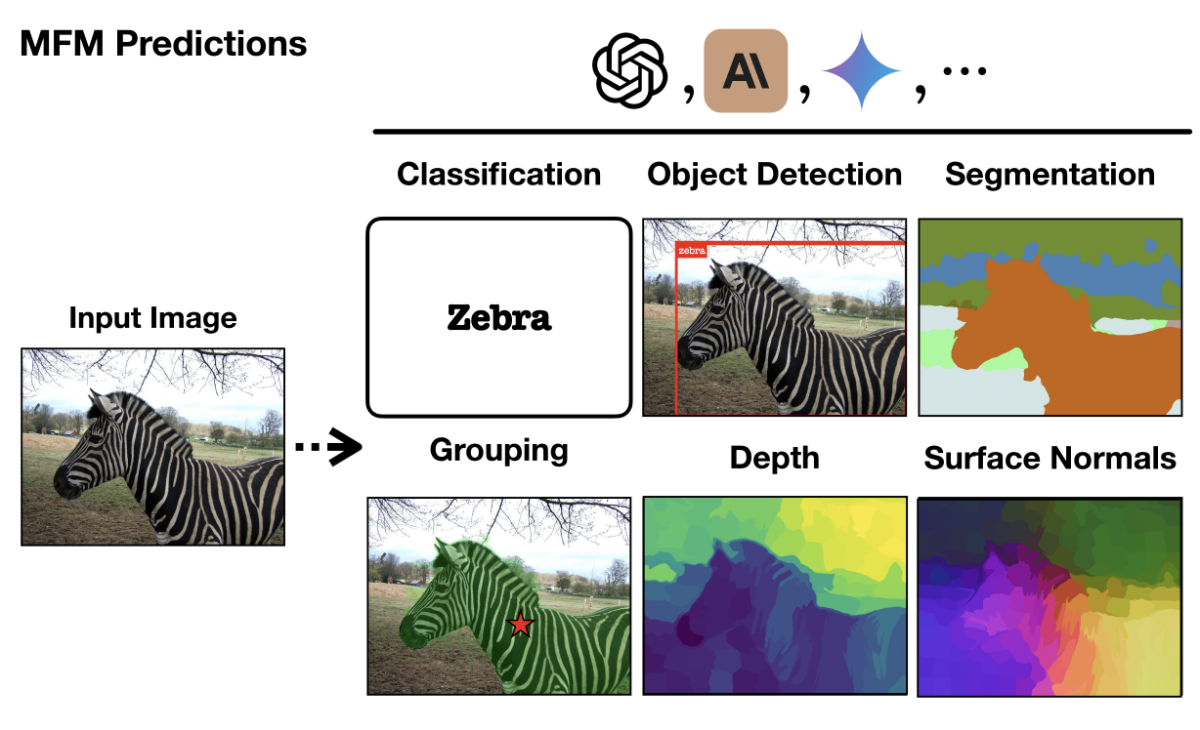 MFM Predictions
A\
, , , ...
Classification
Object Detection
Segmentation
Input Image
Zebra
zebra
Grouping
Depth
Surface Normals